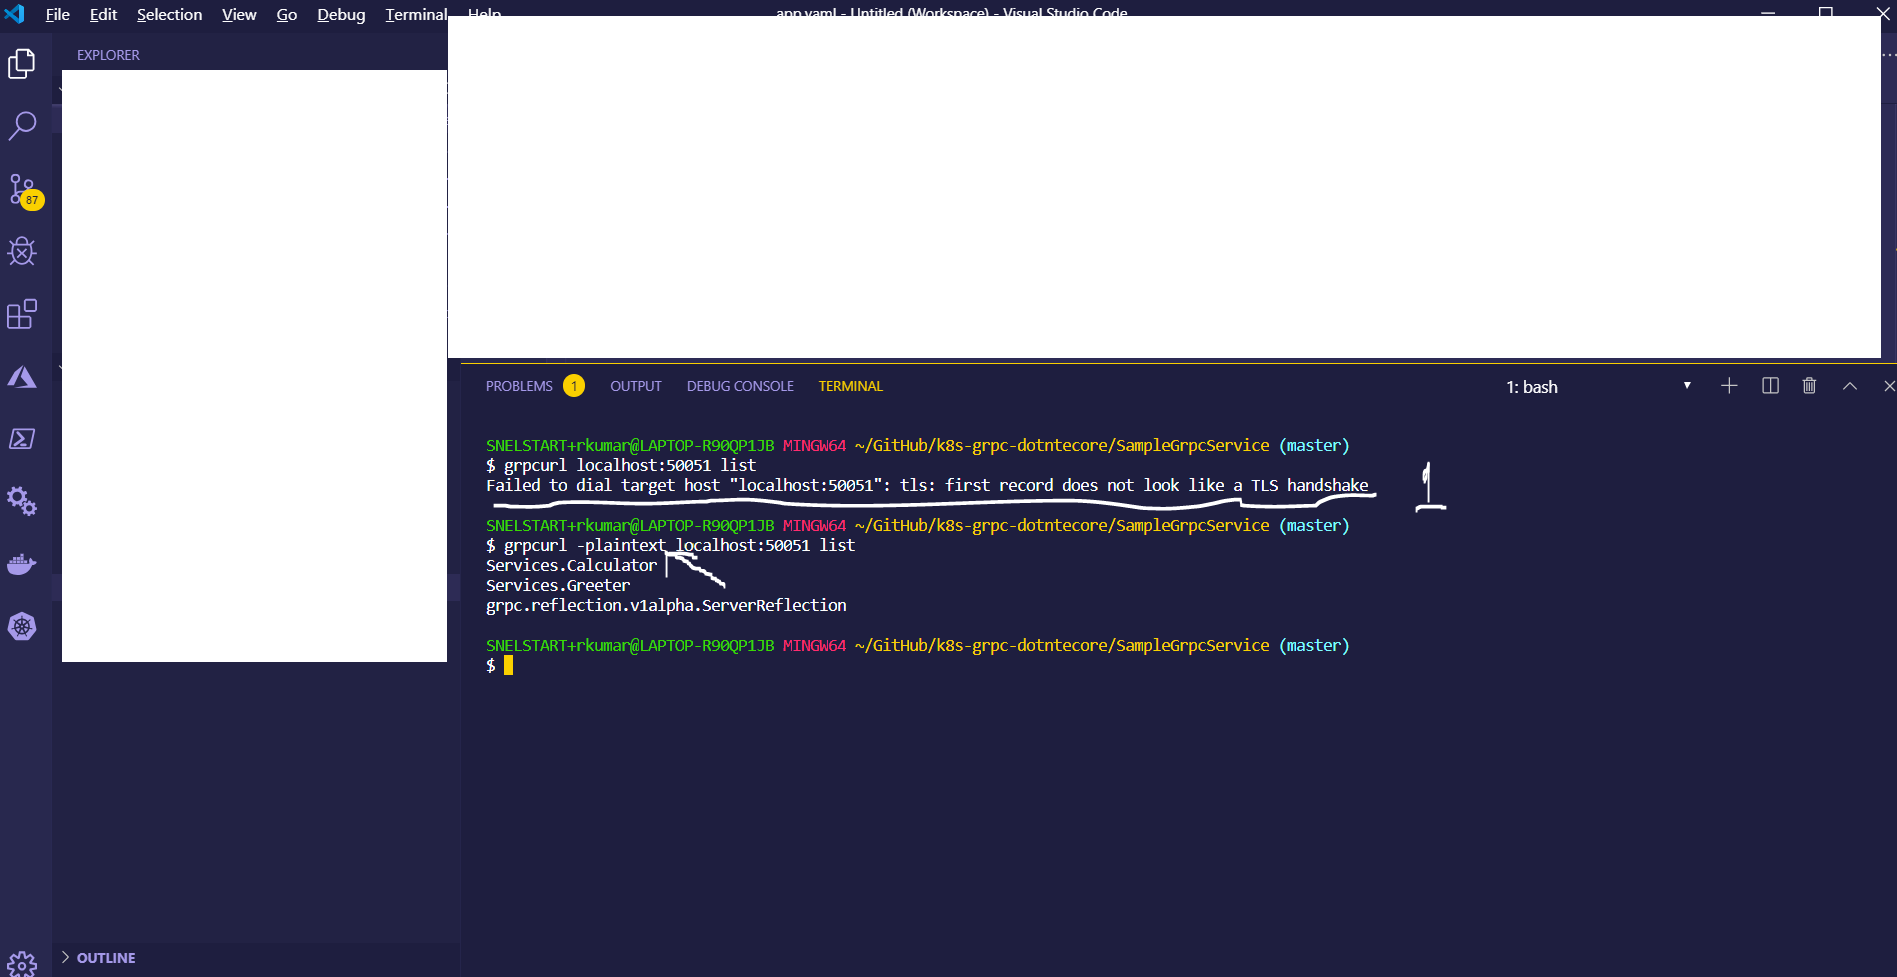 File Edit Selection View Go Debug Terminal Help app.yaml - Untitled (Workspace) - Visual Studio Code
EXPLORER
87
PROBLEMS 1 OUTPUT DEBUG CONSOLE TERMINAL 1: bash
SNELSTART+rkumar@LAPTOP-R90QP1JB MINGW64 ~/GitHub/k8s-grpc-dotntecore/SampleGrpcService (master)
$ grpcurl localhost:50051 list
Failed to dial target host "localhost:50051": tls: first record does not look like a TLS handshake
1
SNELSTART+rkumar@LAPTOP-R90QP1JB MINGW64 ~/GitHub/k8s-grpc-dotntecore/SampleGrpcService (master)
$ grpcurl -plaintext localhost:50051 list
Services.Calculator
Services.Greeter
grpc.reflection.v1alpha.ServerReflection
SNELSTART+rkumar@LAPTOP-R90QP1JB MINGW64 ~/GitHub/k8s-grpc-dotntecore/SampleGrpcService (master)
$
OUTLINE